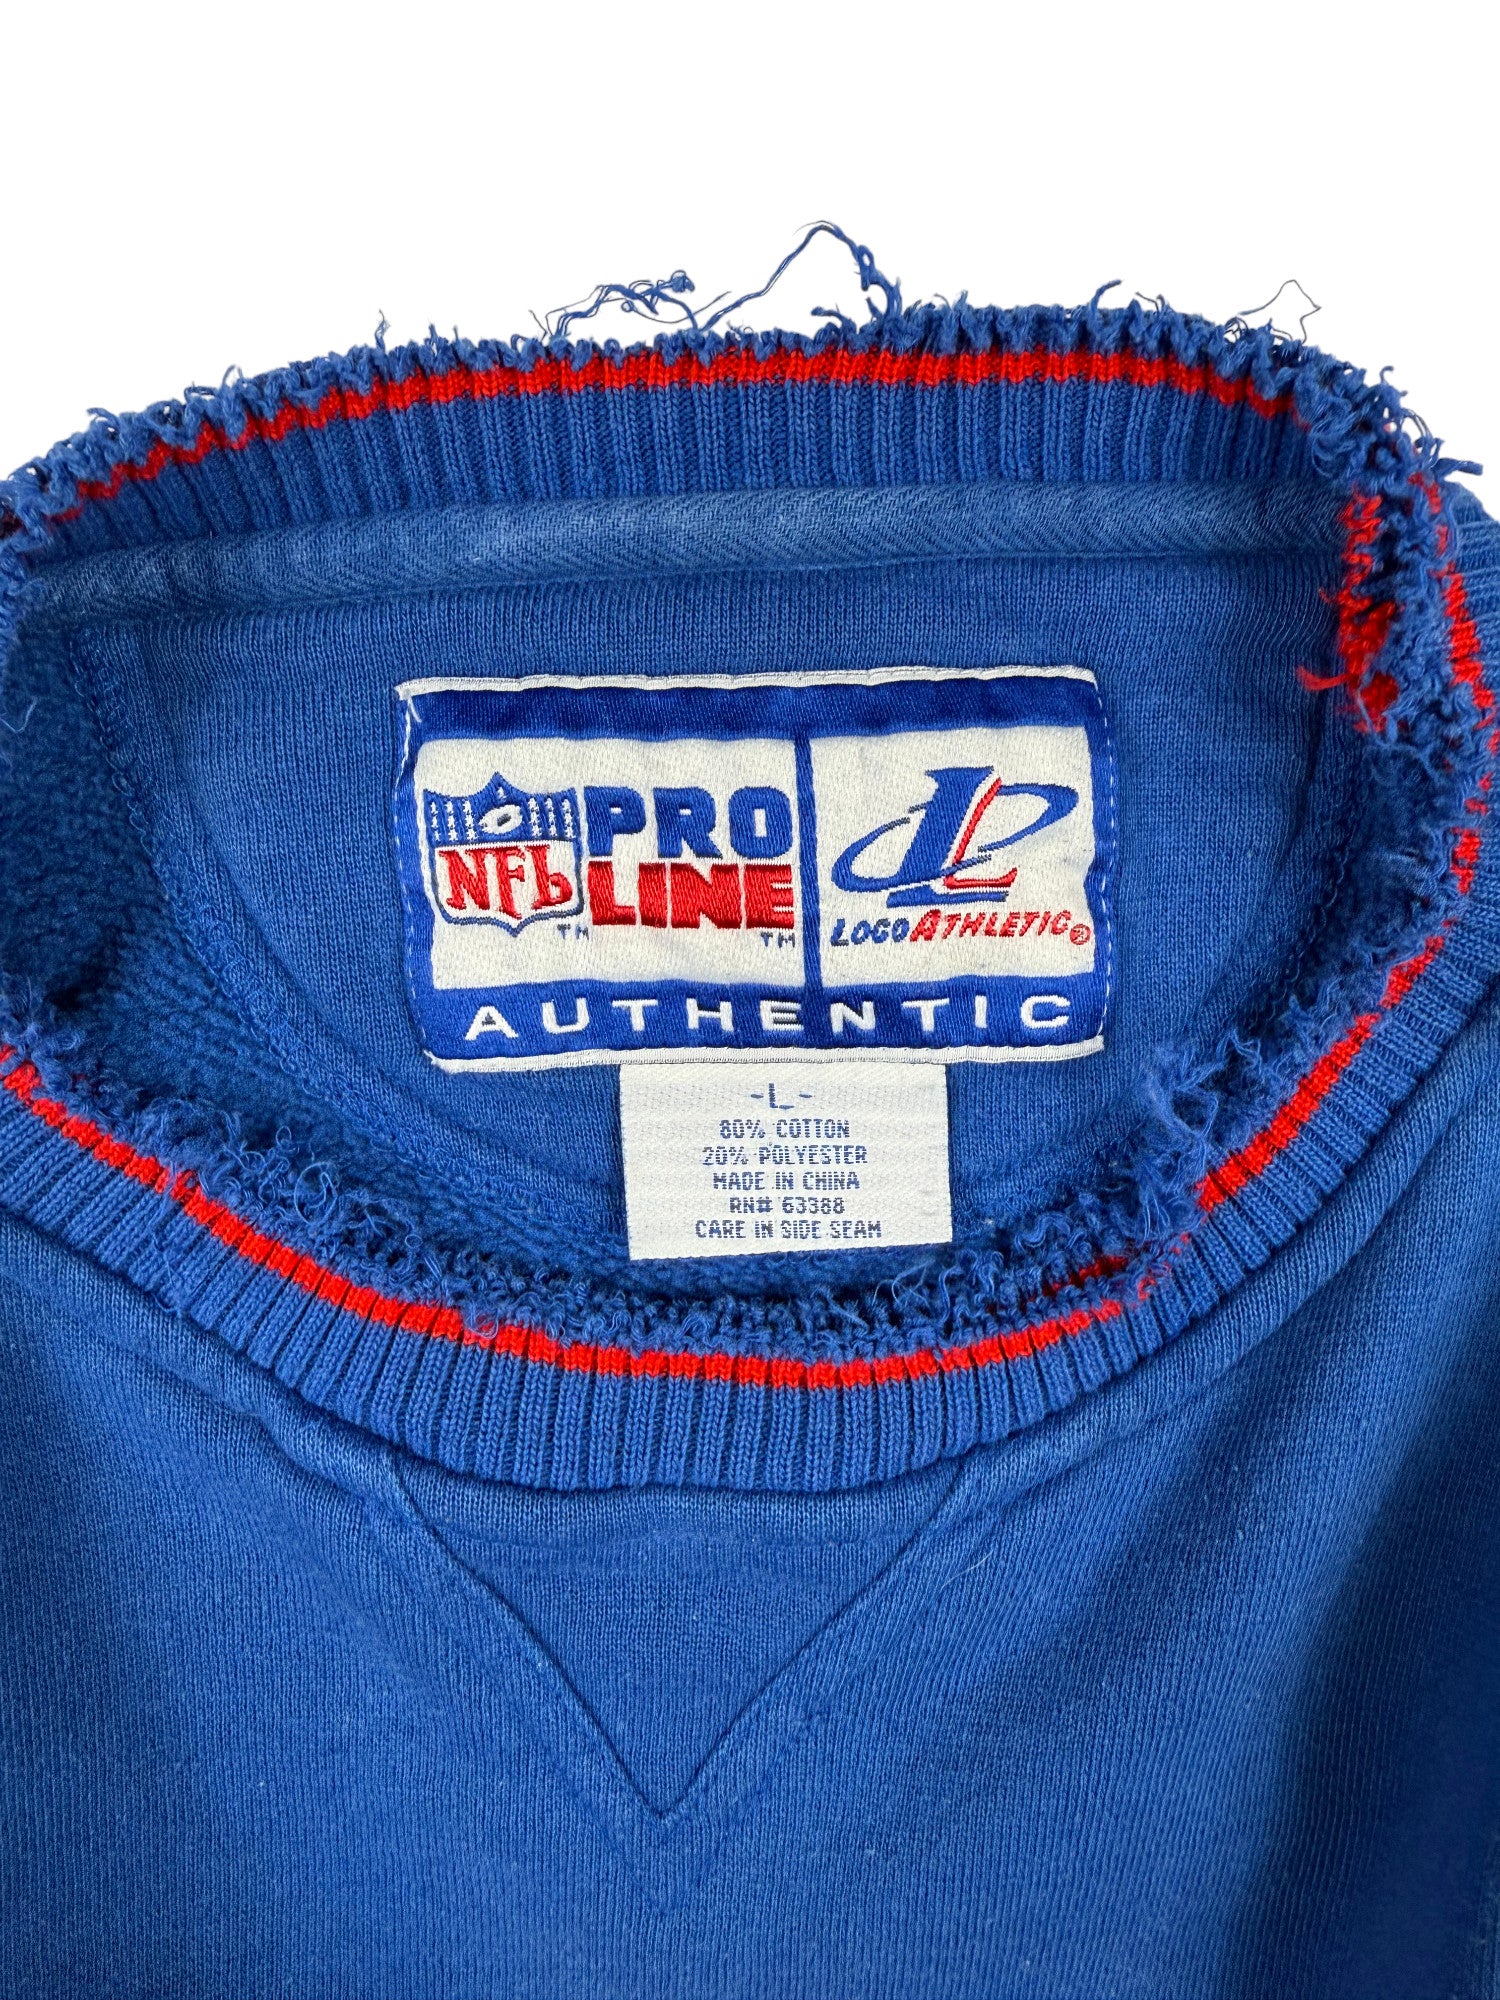 NFL PRO
LINE
TM TM
LL
LOGO ATHLETIC®
AUTHENTIC
-L-
80% COTTON
20% POLYESTER
MADE IN CHINA
RN# 63388
CARE IN SIDE SEAM